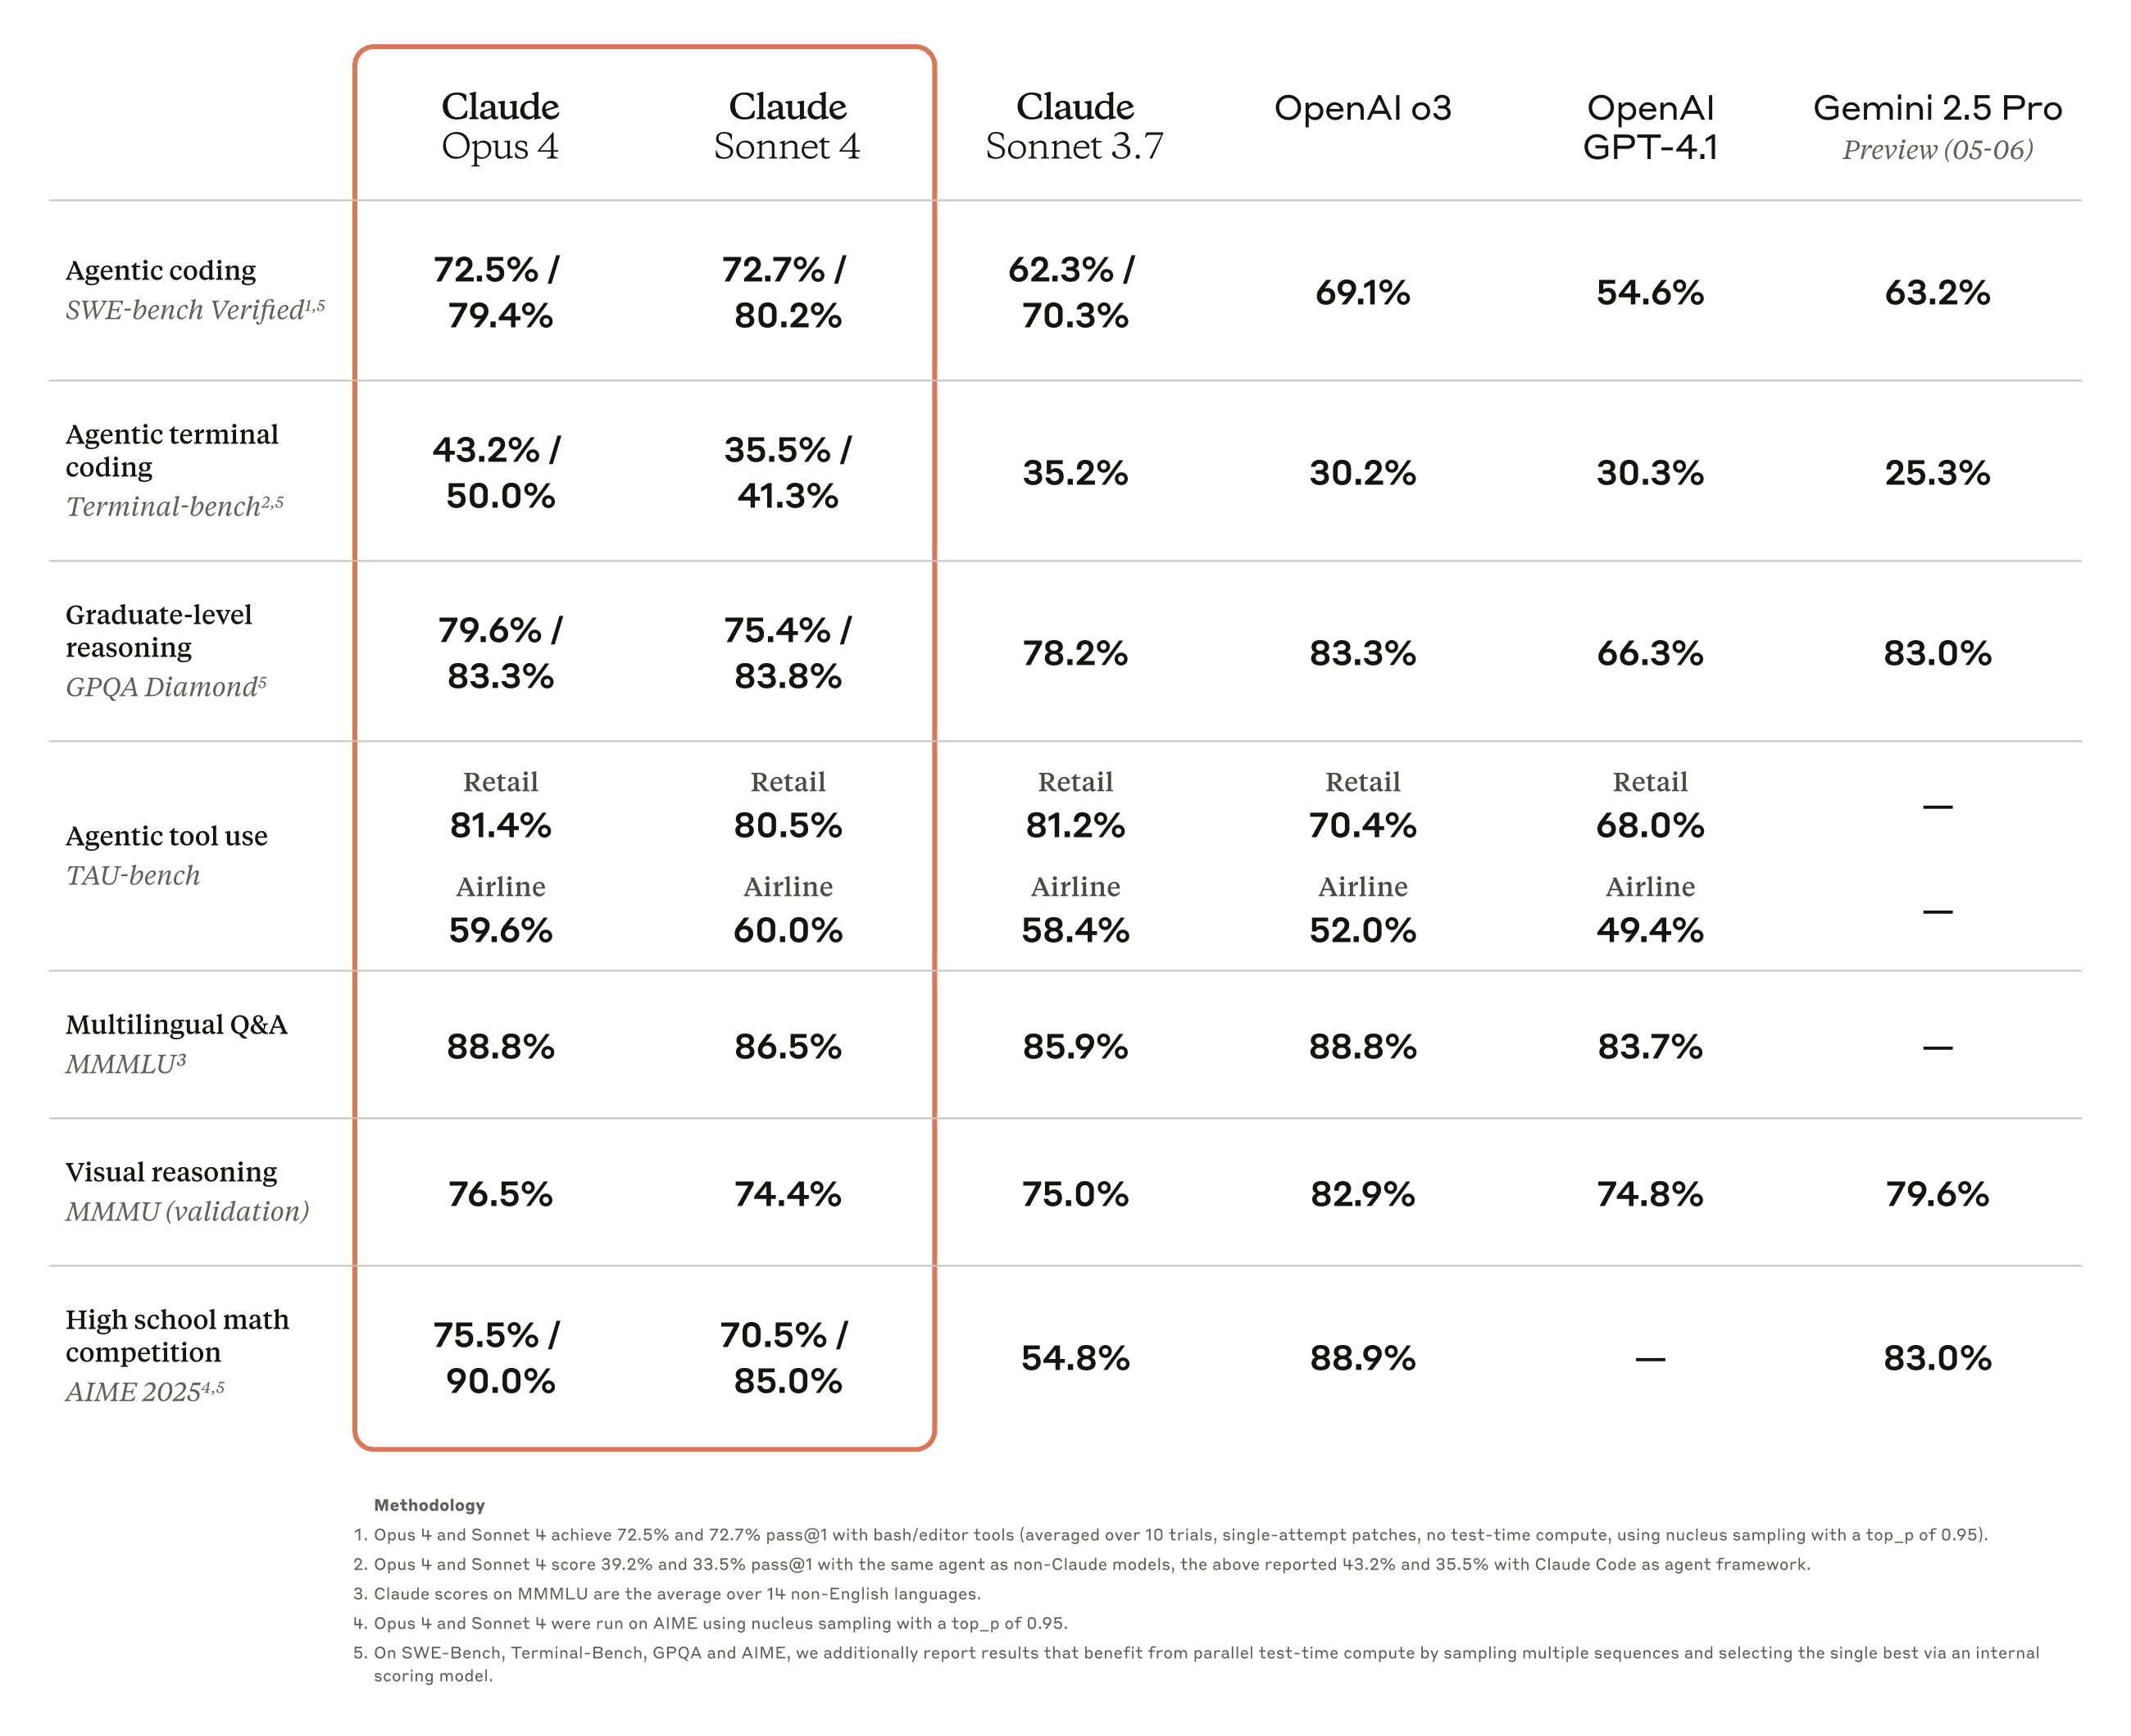 Claude Opus 4
Claude Sonnet 4
Claude Sonnet 3.7
OpenAI o3
OpenAI GPT-4.1
Gemini 2.5 Pro Preview (05-06)
Agentic coding
SWE-bench Verified1,5
72.5% / 79.4%
72.7% / 80.2%
62.3% / 70.3%
69.1%
54.6%
63.2%
Agentic terminal
coding
Terminal-bench2,5
43.2% / 50.0%
35.5% / 41.3%
35.2%
30.2%
30.3%
25.3%
Graduate-level
reasoning
GPQA Diamond5
79.6% / 83.3%
75.4% / 83.8%
78.2%
83.3%
66.3%
83.0%
Agentic tool use
TAU-bench
Retail 81.4%
Retail 80.5%
Retail 81.2%
Retail 70.4%
Retail 68.0%
—
Airline 59.6%
Airline 60.0%
Airline 58.4%
Airline 52.0%
Airline 49.4%
—
Multilingual Q&A
MMMLU3
88.8%
86.5%
85.9%
88.8%
83.7%
—
Visual reasoning
MMMU (validation)
76.5%
74.4%
75.0%
82.9%
74.8%
79.6%
High school math
competition
AIME 20254,5
75.5% / 90.0%
70.5% / 85.0%
54.8%
88.9%
—
83.0%
Methodology
1. Opus 4 and Sonnet 4 achieve 72.5% and 72.7% pass@1 with bash/editor tools (averaged over 10 trials, single-attempt patches, no test-time compute, using nucleus sampling with a top_p of 0.95).
2. Opus 4 and Sonnet 4 score 39.2% and 33.5% pass@1 with the same agent as non-Claude models, the above reported 43.2% and 35.5% with Claude Code as agent framework.
3. Claude scores on MMMLU are the average over 14 non-English languages.
4. Opus 4 and Sonnet 4 were run on AIME using nucleus sampling with a top_p of 0.95.
5. On SWE-Bench, Terminal-Bench, GPQA and AIME, we additionally report results that benefit from parallel test-time compute by sampling multiple sequences and selecting the single best via an internal
scoring model.